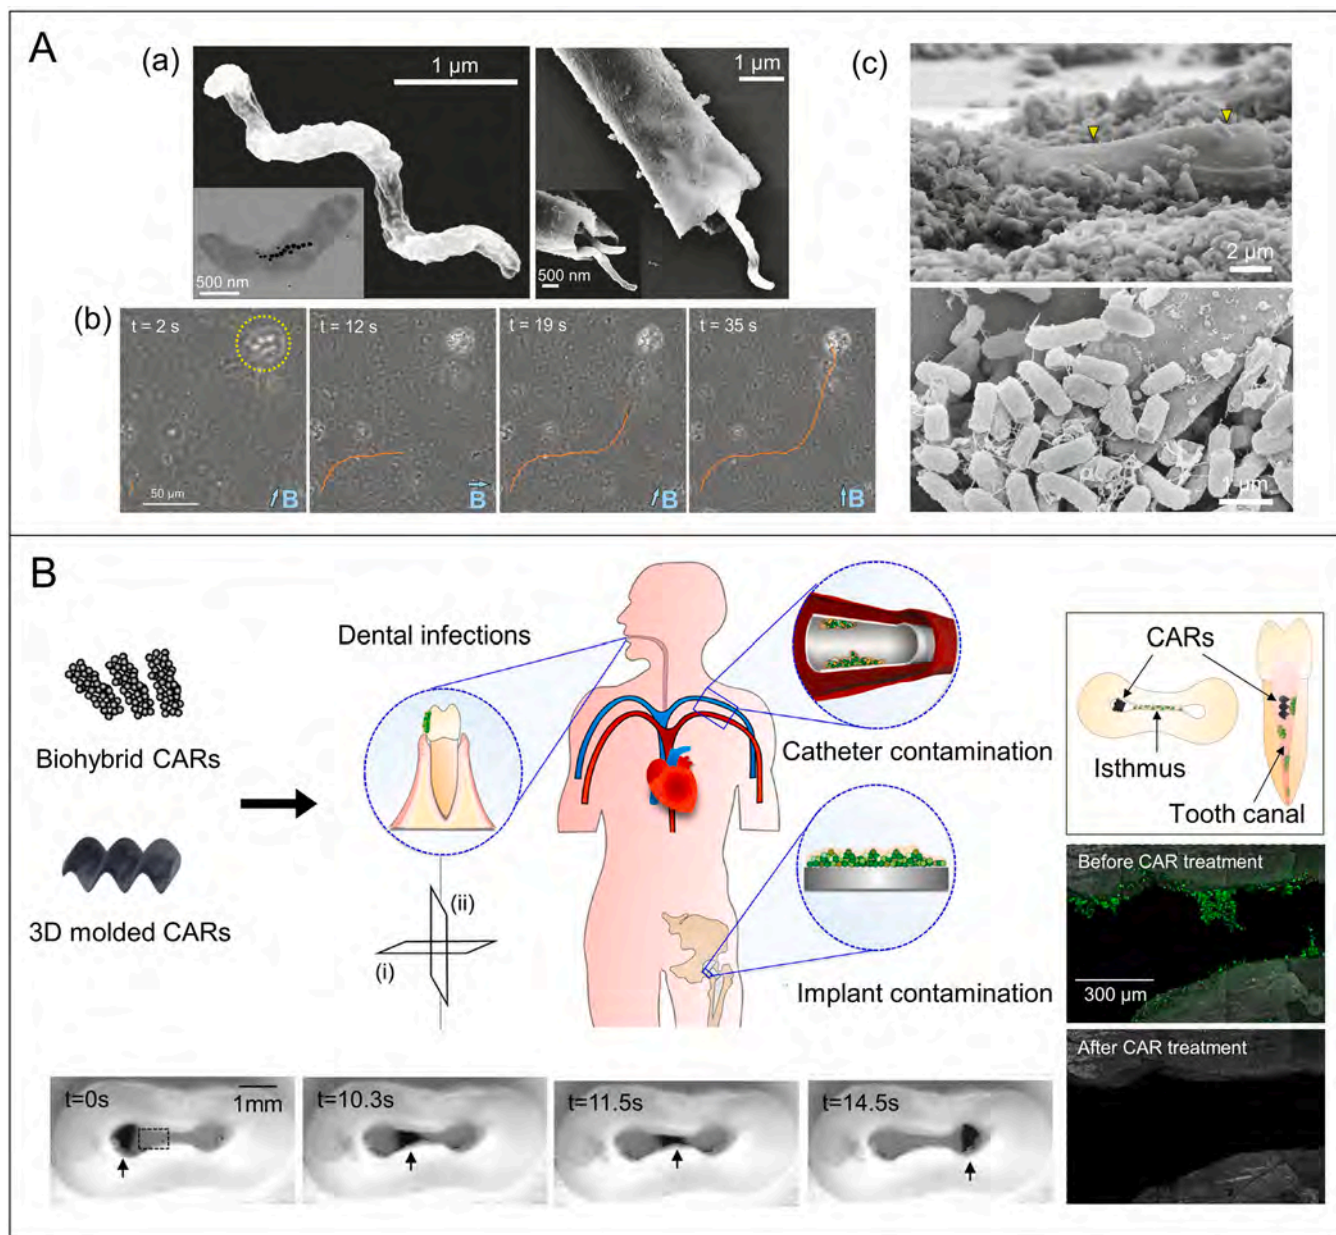 A
(a)
1 µm
500 nm
1 µm
500 nm
(b)
t = 2 s
50 µm
B
t = 12 s
B
t = 19 s
B
t = 35 s
B
(c)
2 µm
1 µm
B
Biohybrid CARs
3D molded CARs
Dental infections
(ii)
(i)
Catheter contamination
Implant contamination
CARs
Isthmus
Tooth canal
Before CAR treatment
300 µm
After CAR treatment
t=0s
1mm
t=10.3s
t=11.5s
t=14.5s